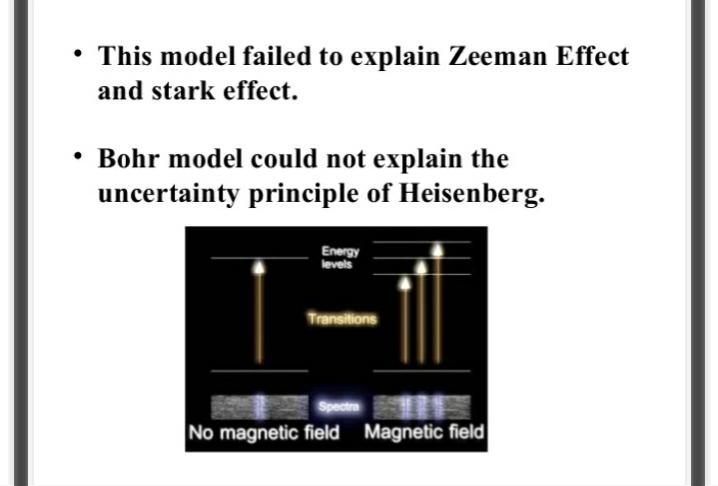 • This model failed to explain Zeeman Effect
and stark effect.
• Bohr model could not explain the
uncertainty principle of Heisenberg.
Energy
levels
Transitions
Spectra
No magnetic field Magnetic field